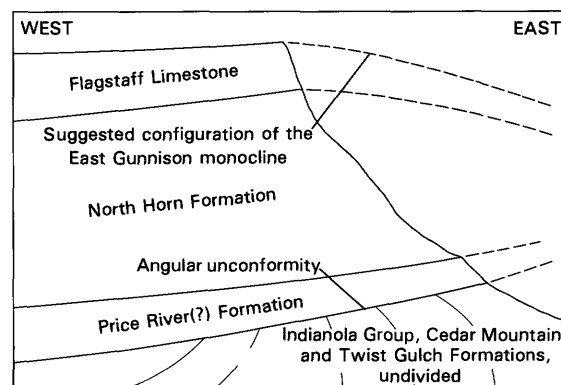 WEST
EAST
Flagstaff Limestone
Suggested configuration of the
East Gunnison monocline
North Horn Formation
Angular unconformity
Price River(?) Formation
Indianola Group, Cedar Mountain
and Twist Gulch Formations,
undivided